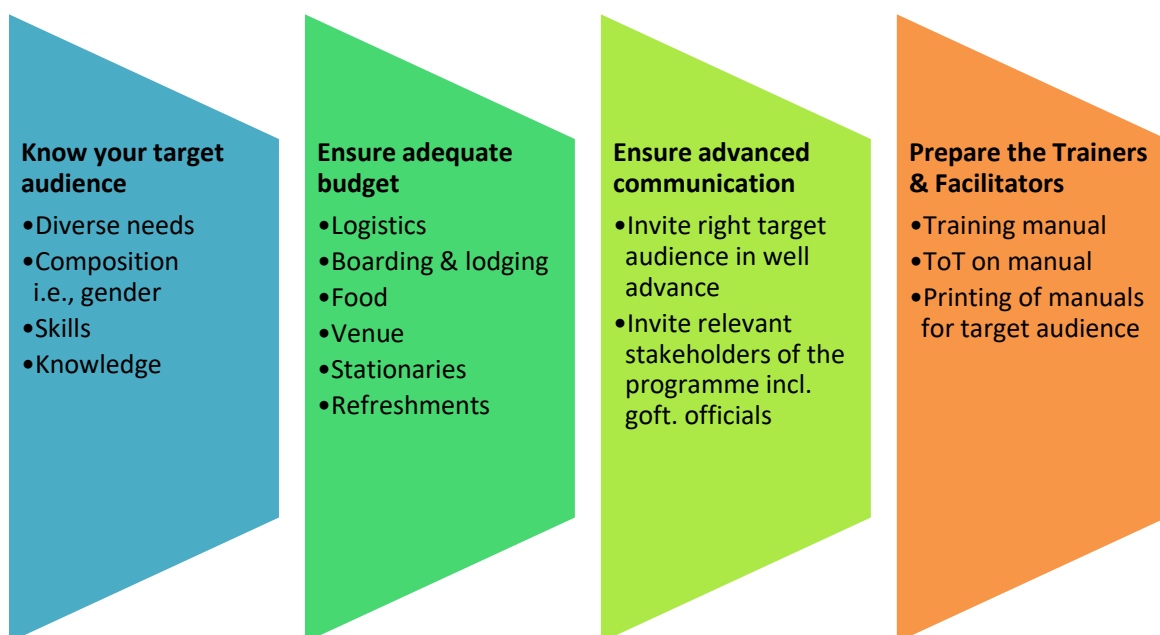 Know your target
audience
•Diverse needs
•Composition
i.e., gender
•Skills
•Knowledge
Ensure adequate
budget
•Logistics
•Boarding & lodging
•Food
•Venue
•Stationaries
•Refreshments
Ensure advanced
communication
•Invite right target
audience in well
advance
•Invite relevant
stakeholders of the
programme incl.
goft. officials
Prepare the Trainers
& Facilitators
•Training manual
•ToT on manual
•Printing of manuals
for target audience